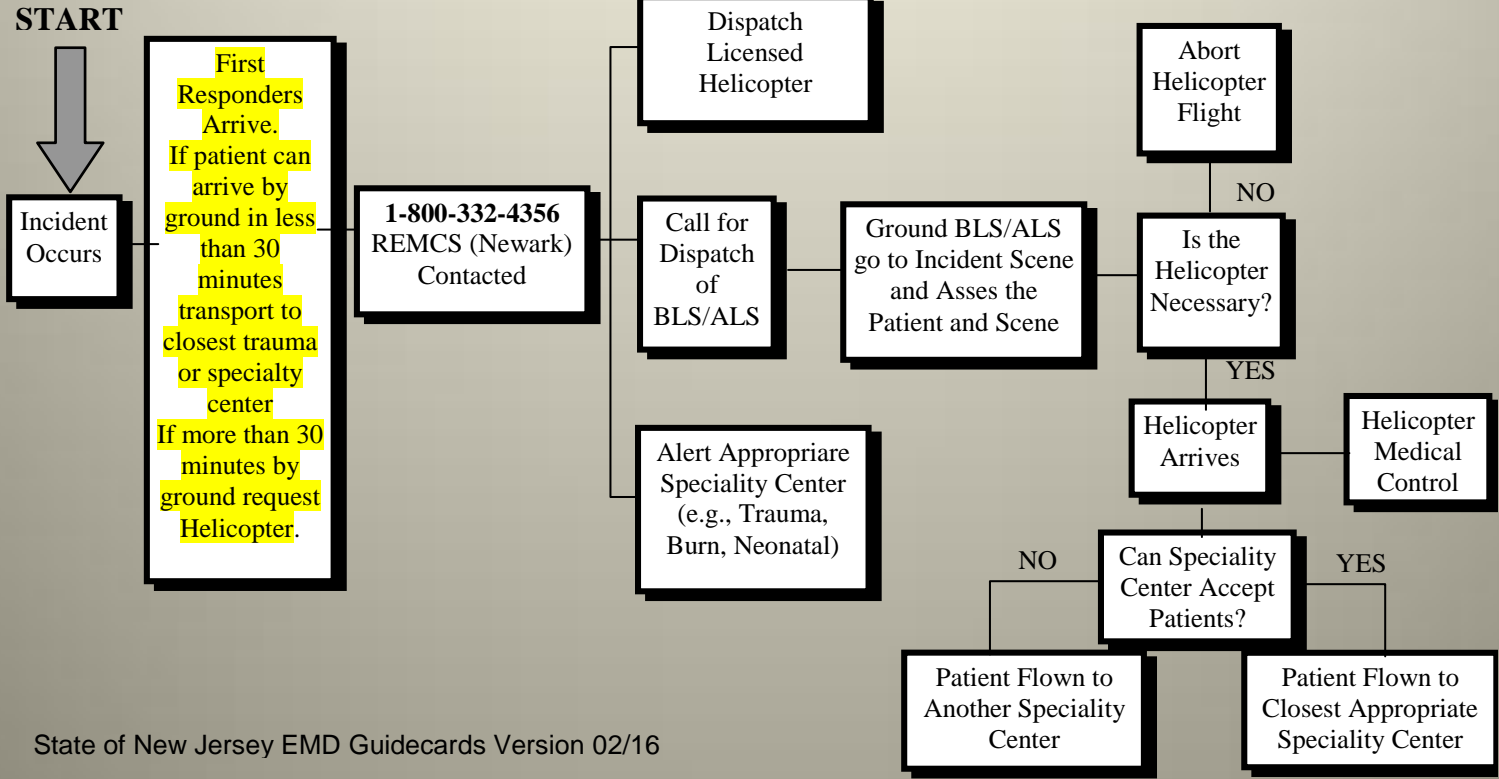 START
Incident
Occurs
First
Responders
Arrive.
If patient can
arrive by
ground in less
than 30
minutes
transport to
closest trauma
or specialty
center
If more than 30
minutes by
ground request
Helicopter.
1-800-332-4356
REMCS (Newark)
Contacted
Dispatch
Licensed
Helicopter
Call for
Dispatch
of
BLS/ALS
Alert Appropriare
Speciality Center
(e.g., Trauma,
Burn, Neonatal)
Ground BLS/ALS
go to Incident Scene
and Asses the
Patient and Scene
Abort
Helicopter
Flight
NO
Is the
Helicopter
Necessary?
YES
Helicopter
Arrives
Helicopter
Medical
Control
Can Speciality
Center Accept
Patients?
NO
YES
Patient Flown to
Another Speciality
Center
Patient Flown to
Closest Appropriate
Speciality Center
State of New Jersey EMD Guidecards Version 02/16